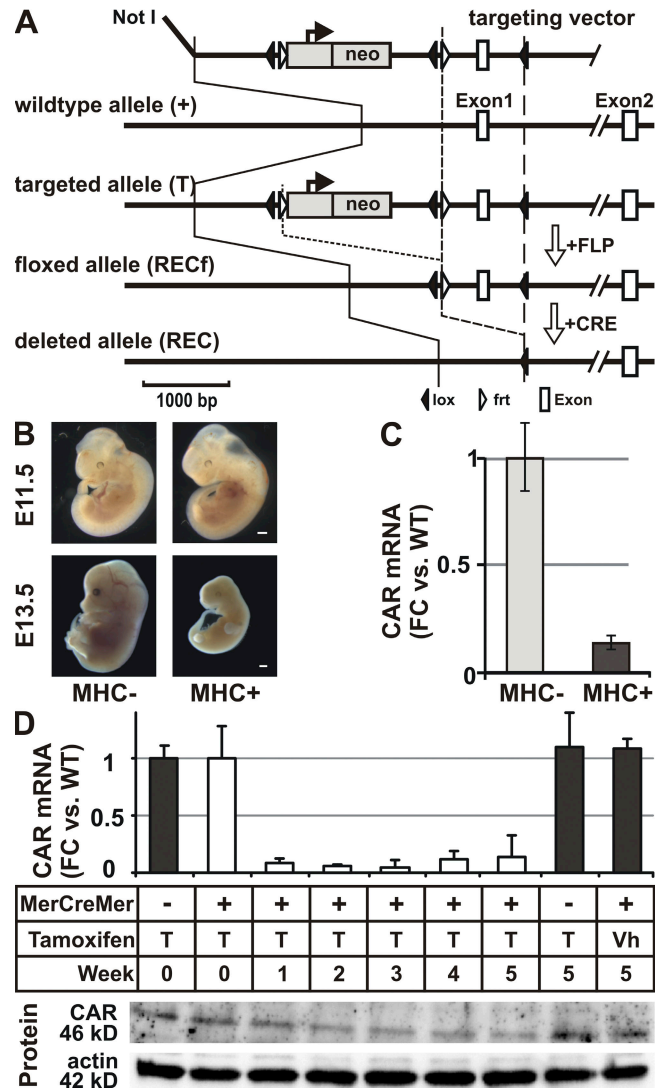 A
Not I
targeting vector
neo
wildtype allele (+)
Exon1
Exon2
targeted allele (T)
neo
+FLP
floxed allele (RECf)
+CRE
deleted allele (REC)
1000 bp
lox
frt
Exon
B
E11.5
E13.5
MHC-
MHC+
C
CAR mRNA
(FC vs. WT)
1
0.5
0
MHC-
MHC+
D
CAR mRNA
(FC vs. WT)
1
0.5
0
MerCreMer - + + + + + + - +
Tamoxifen T T T T T T T T Vh
Week 0 0 1 2 3 4 5 5 5
Protein
CAR
46 kD
actin
42 kD